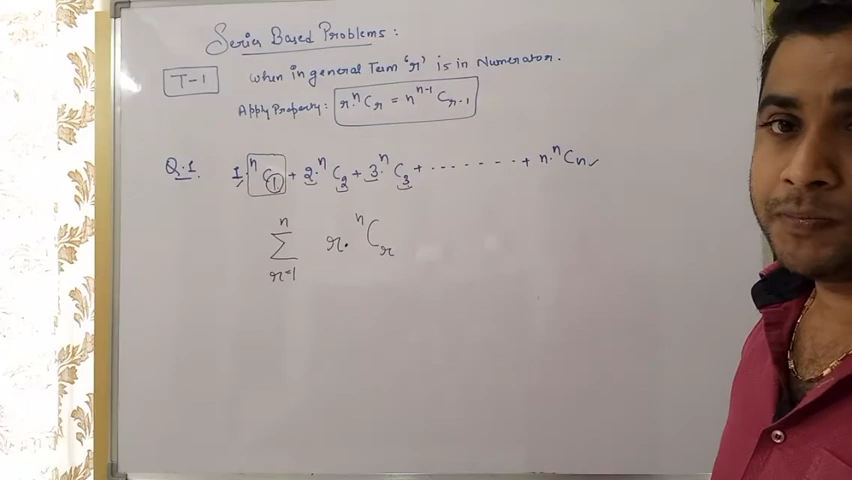 Series Based Problems :
T-1 when in general Term 'r' is in Numerator.
Apply Property: r.ⁿCᵣ = n ⁿ⁻¹Cᵣ₋₁
Q.1. 1.ⁿC₁ + 2.ⁿC₂ + 3.ⁿC₃ + ........ + n.ⁿCₙ
n
Σ r.ⁿCᵣ
r=1